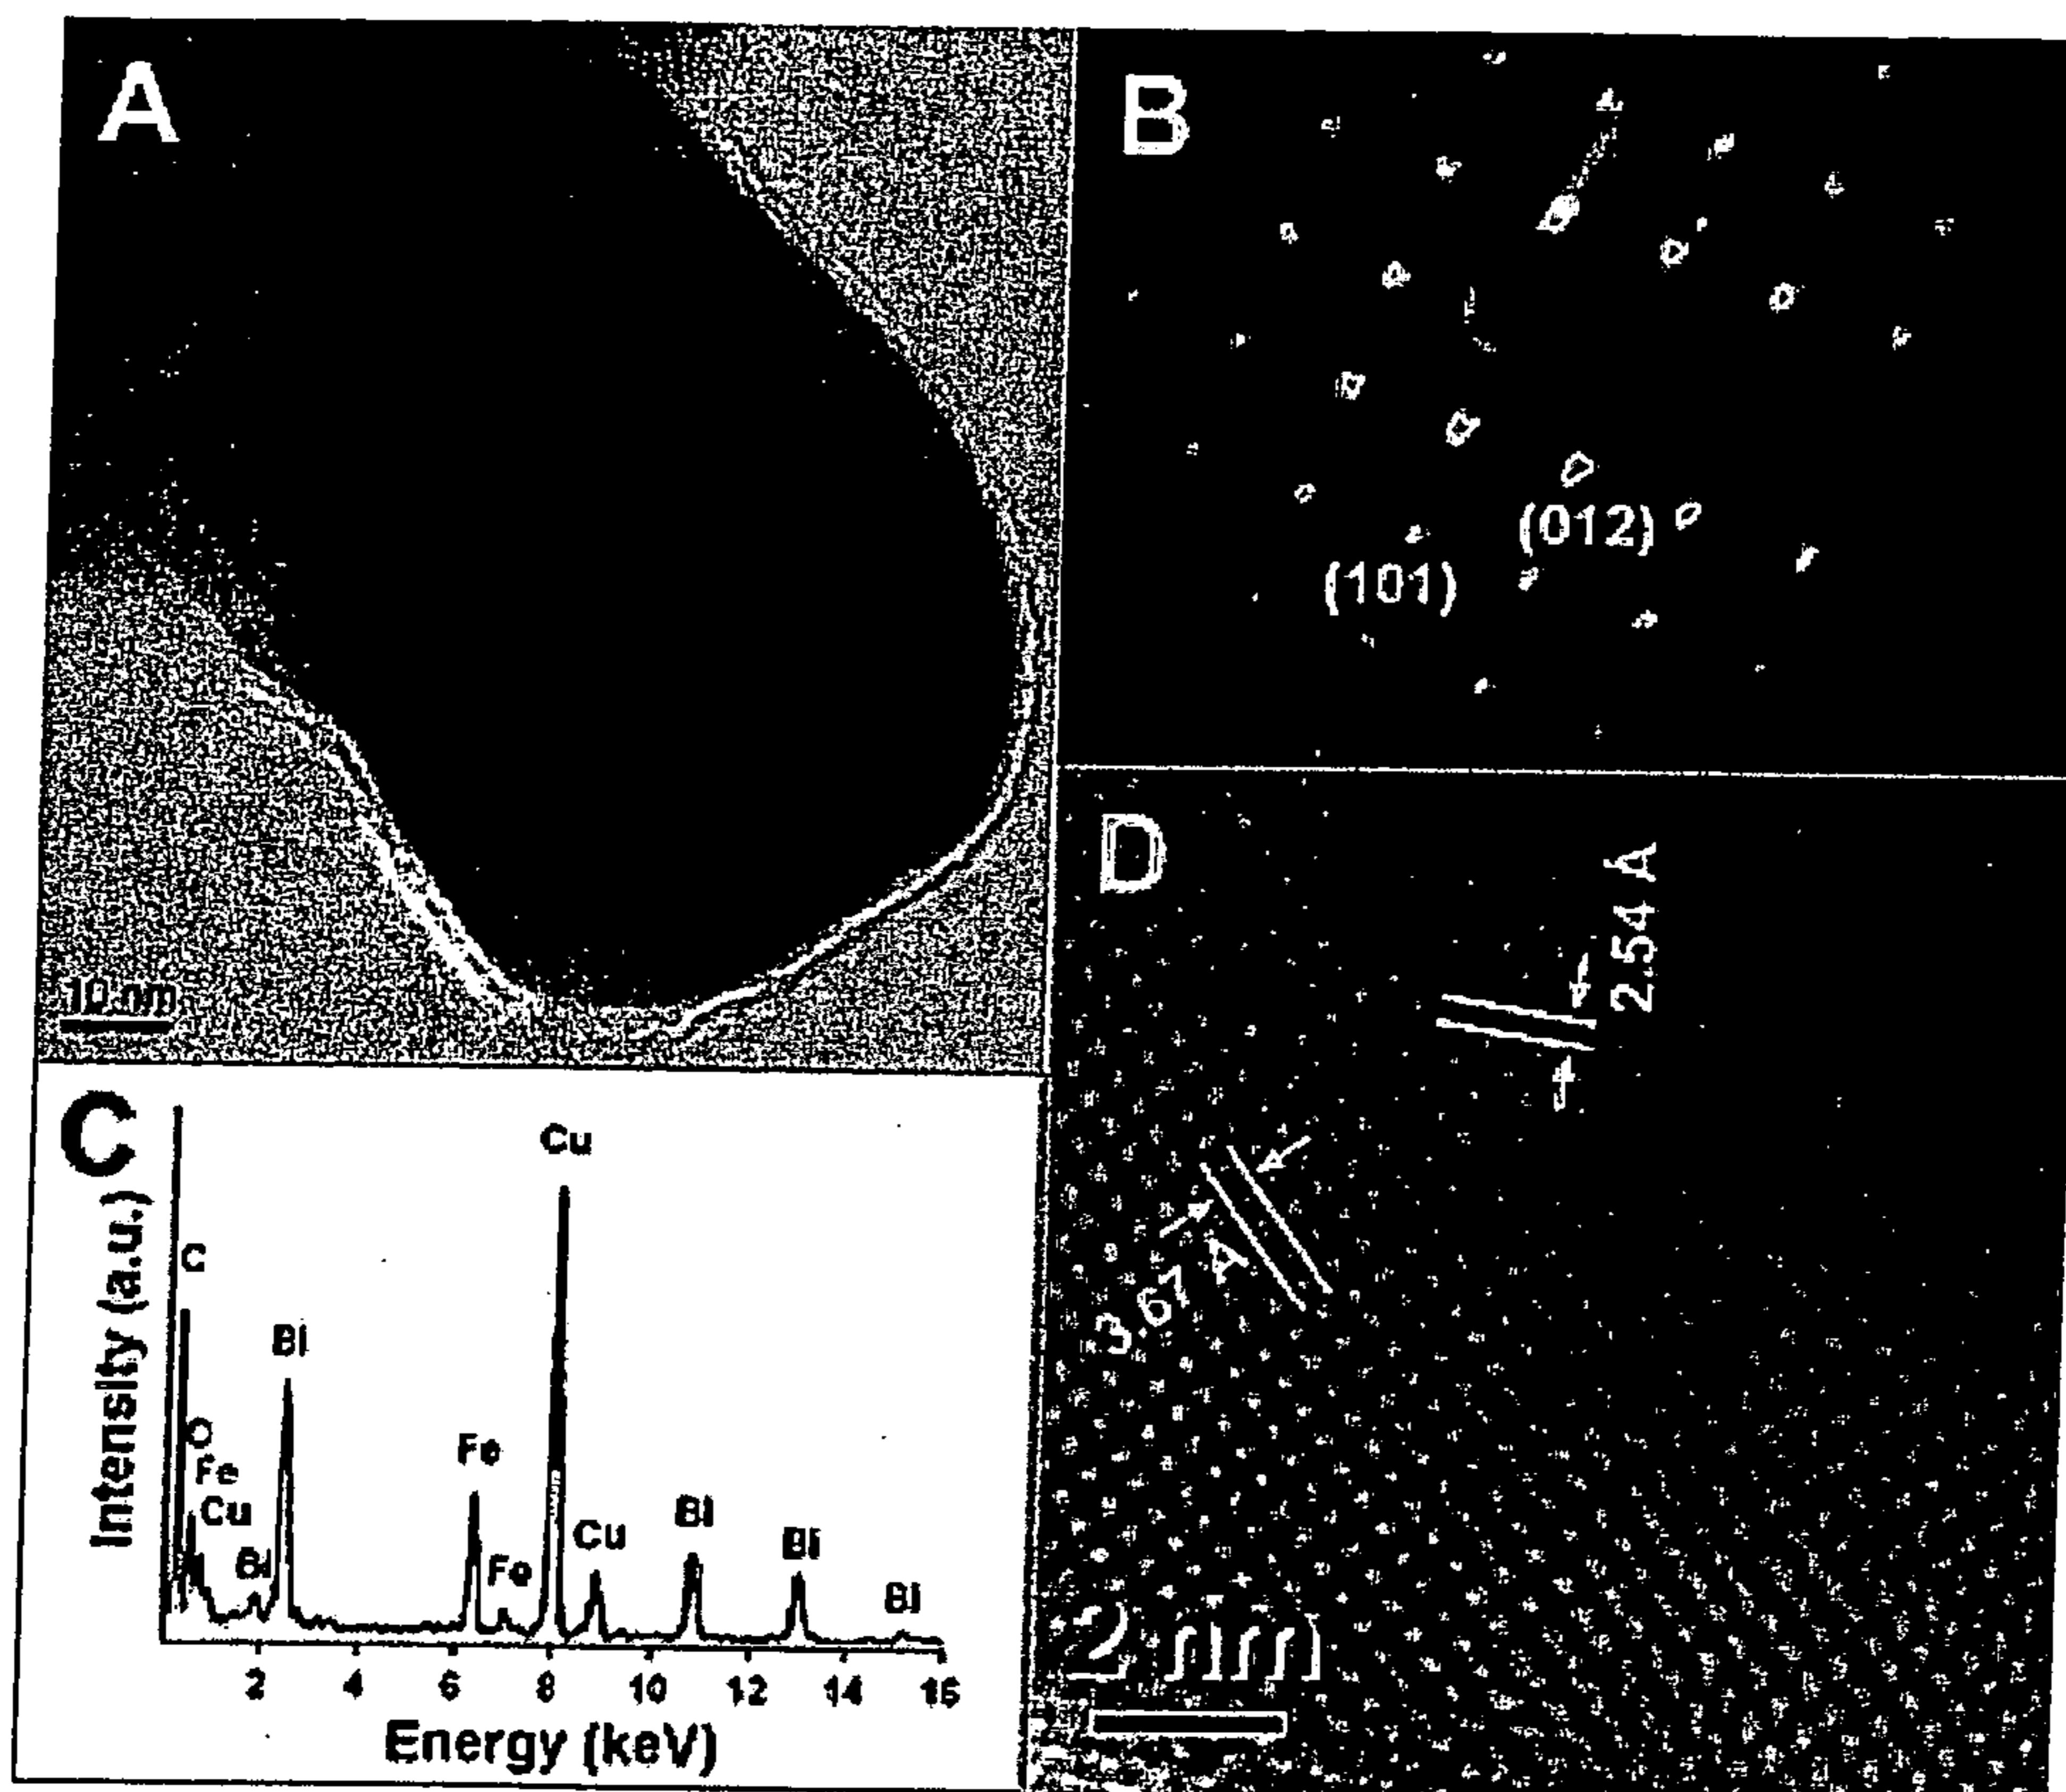 A
10 nm
B
(012)
(101)
C
Intensity (a.u.)
C
O
Fe
Cu
Bi
Bi
Fe
Fe
Cu
Cu
Bi
Bi
Bi
2 4 6 8 10 12 14 16
Energy (keV)
D
2.54 Å
3.67 Å
2 nm